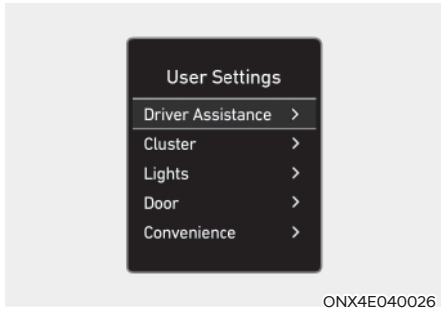 User Settings
Driver Assistance >
Cluster >
Lights >
Door >
Convenience >
ONX4E040026